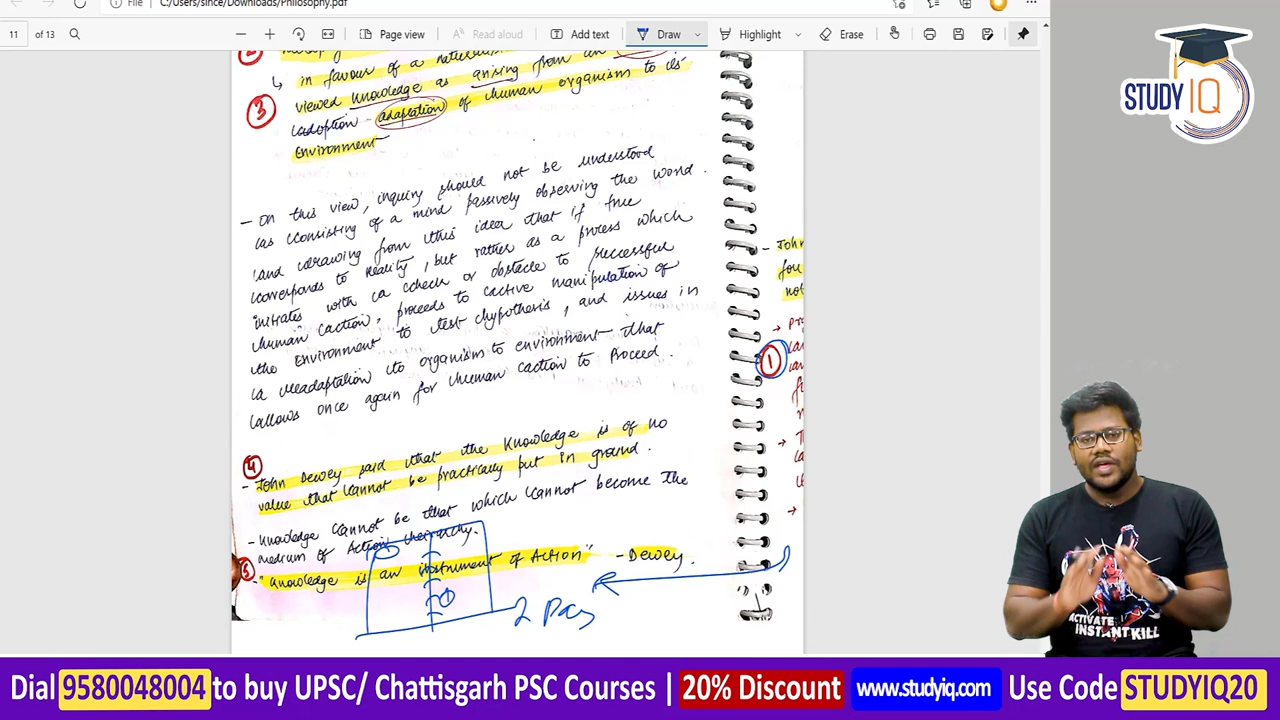 File
C:/Users/since/Downloads/Philosophy.pdf
11 of 13
Page view
Read aloud
Add text
Draw
Highlight
Erase
STUDY IQ
in favour of a
3
viewed knowledge as arising from an
adoption - adaptation of human organism to its
Environment
- On this view, inquiry should not be understood
as consisting of a mind passively observing the world
and drawing from this idea that if true
corresponds to reality, but rather as a process which
initrates with a check or obstacle to successful
human action, proceeds to active manipulation of
the environment to test hypothesis, and issues in
a readaptation its organism to environment that
allows once again for human action to Proceed.
4
- John Dewey said that the Knowledge is of no
value that cannot be practically put in ground.
- Knowledge cannot be that which cannot become the
medium of Action
5
- "Knowledge is an instrument of Action" - Dewey.
2 Pas
- John
fou
not
1
ACTIVATE
INSTANT KILL
Dial 9580048004 to buy UPSC/ Chattisgarh PSC Courses | 20% Discount www.studyiq.com Use Code STUDYIQ20